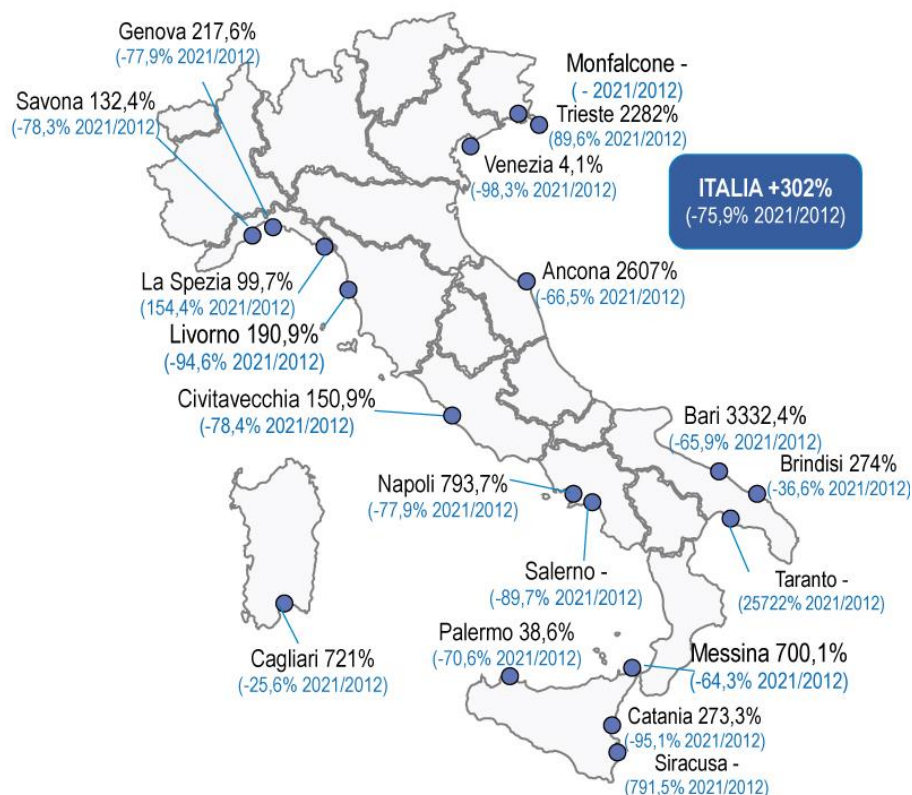 Genova 217,6%
(-77,9% 2021/2012)
Savona 132,4%
(-78,3% 2021/2012)
Monfalcone -
( - 2021/2012)
Trieste 2282%
(89,6% 2021/2012)
Venezia 4,1%
(-98,3% 2021/2012)
ITALIA +302%
(-75,9% 2021/2012)
La Spezia 99,7%
(154,4% 2021/2012)
Ancona 2607%
(-66,5% 2021/2012)
Livorno 190,9%
(-94,6% 2021/2012)
Civitavecchia 150,9%
(-78,4% 2021/2012)
Bari 3332,4%
(-65,9% 2021/2012)
Brindisi 274%
(-36,6% 2021/2012)
Napoli 793,7%
(-77,9% 2021/2012)
Salerno -
(-89,7% 2021/2012)
Taranto -
(25722% 2021/2012)
Cagliari 721%
(-25,6% 2021/2012)
Palermo 38,6%
(-70,6% 2021/2012)
Messina 700,1%
(-64,3% 2021/2012)
Catania 273,3%
(-95,1% 2021/2012)
Siracusa -
(791,5% 2021/2012)